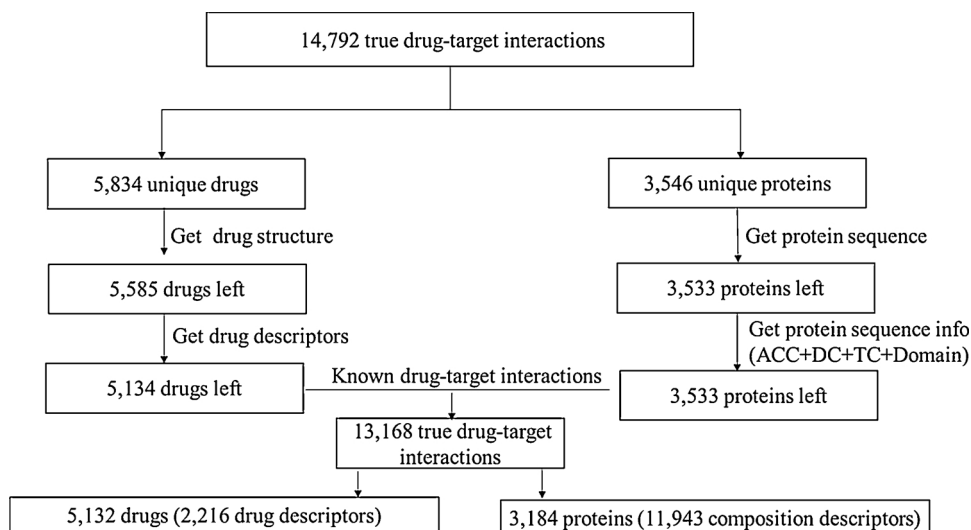 14,792 true drug-target interactions
5,834 unique drugs
3,546 unique proteins
Get drug structure
Get protein sequence
5,585 drugs left
3,533 proteins left
Get drug descriptors
Get protein sequence info
(ACC+DC+TC+Domain)
5,134 drugs left
Known drug-target interactions
3,533 proteins left
13,168 true drug-target
interactions
5,132 drugs (2,216 drug descriptors)
3,184 proteins (11,943 composition descriptors)